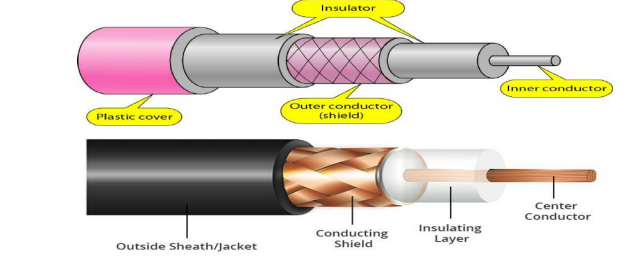 Insulator
Inner conductor
Outer conductor
(shield)
Plastic cover
Outside Sheath/Jacket
Conducting
Shield
Insulating
Layer
Center
Conductor